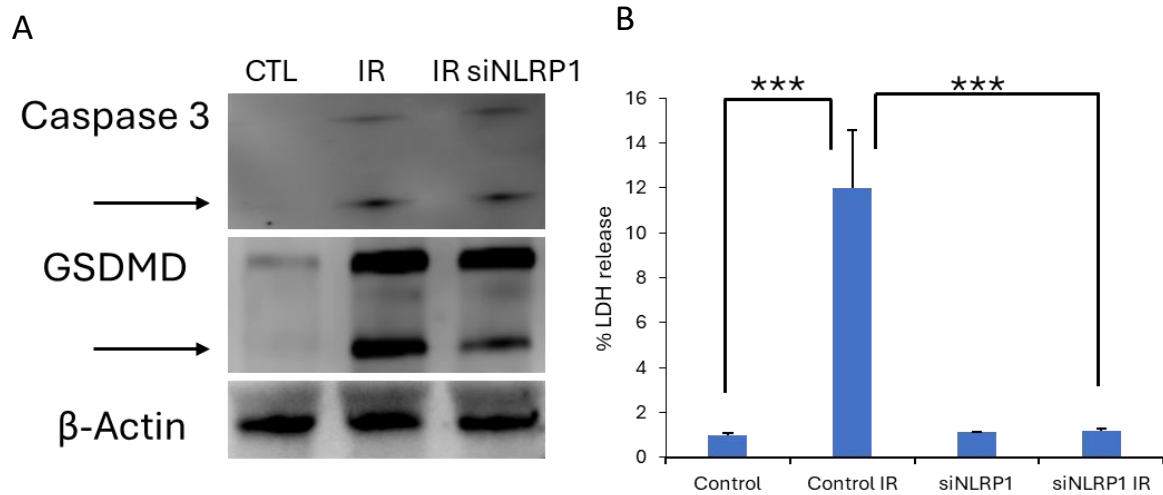 A
CTL IR IR siNLRP1
Caspase 3
GSDMD
β-Actin
B
*** ***
% LDH release
16
14
12
10
8
6
4
2
0
Control Control IR siNLRP1 siNLRP1 IR